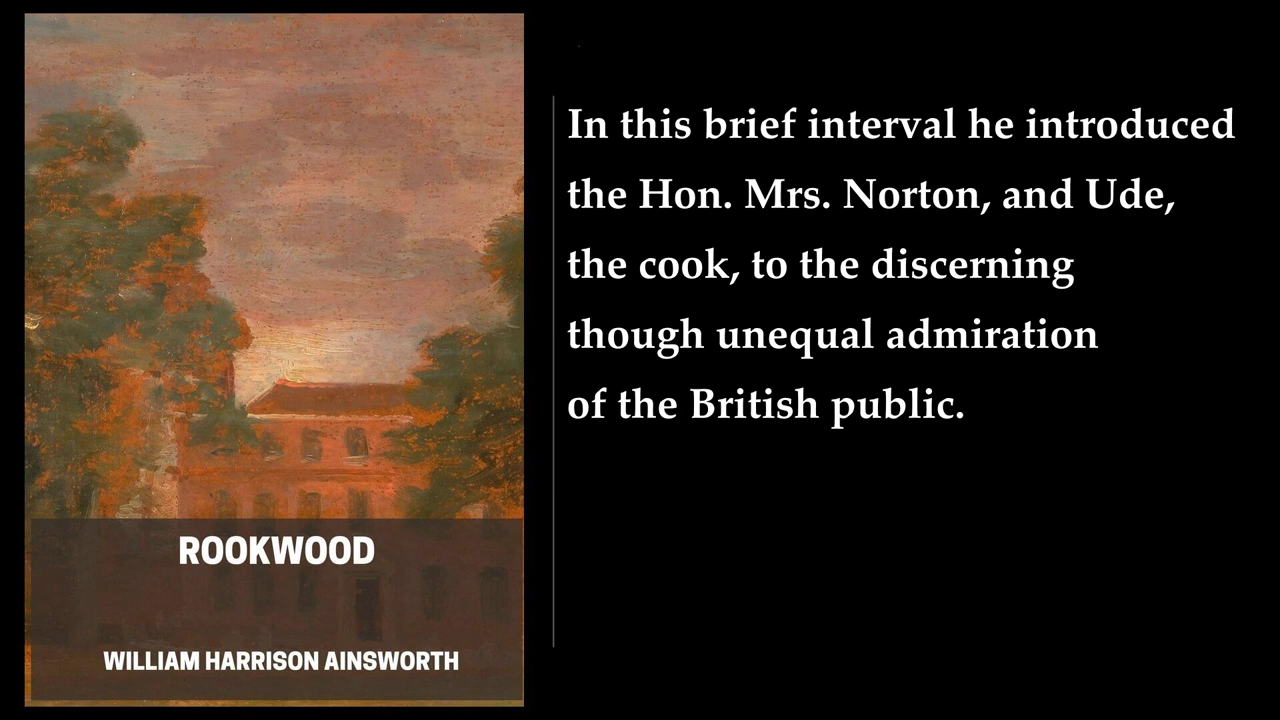 ROOKWOOD
WILLIAM HARRISON AINSWORTH
In this brief interval he introduced
the Hon. Mrs. Norton, and Ude,
the cook, to the discerning
though unequal admiration
of the British public.